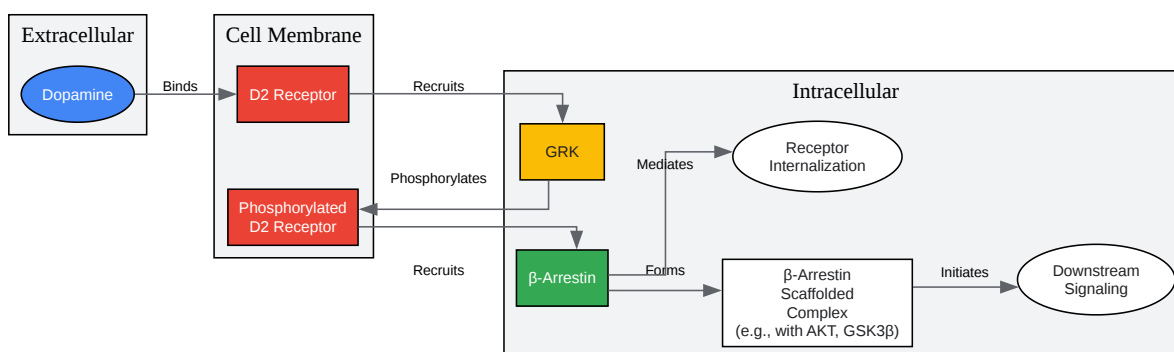 Extracellular
Cell Membrane
Dopamine
Binds
D2 Receptor
Recruits
Intracellular
GRK
Mediates
Receptor
Internalization
Phosphorylates
Phosphorylated
D2 Receptor
Recruits
β-Arrestin
Forms
β-Arrestin
Scaffolded
Complex
(e.g., with AKT, GSK3β)
Initiates
Downstream
Signaling